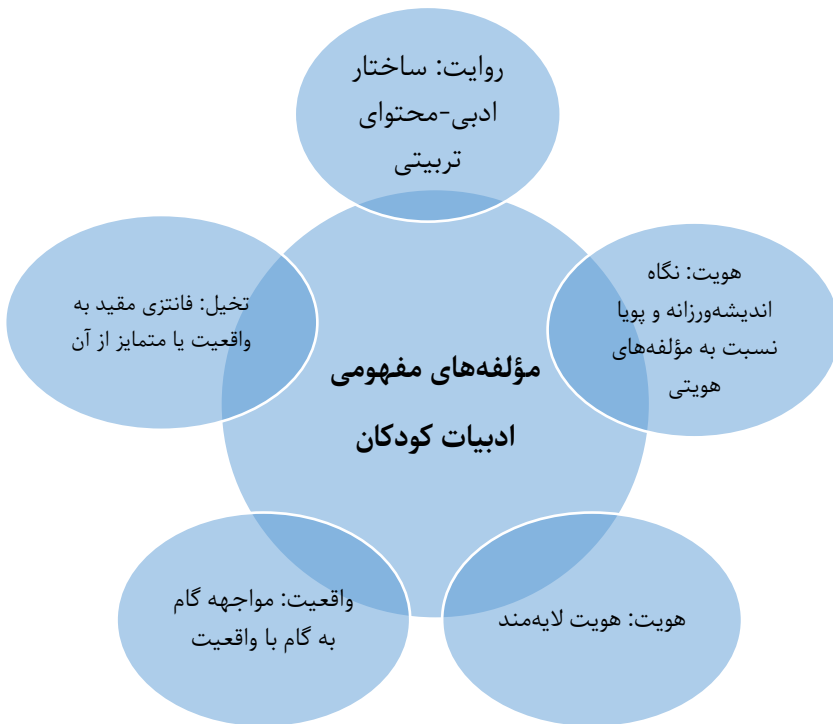 روایت: ساختار
ادبی-محتوای
تربیتی
هویت: نگاه
اندیشه‌ورزانه و پویا
نسبت به مؤلفه‌های
هویتی
تخیل: فانتزی مقید به
واقعیت یا متمایز از آن
مؤلفه‌های مفهومی
ادبیات کودکان
هویت: هویت لایه‌مند
واقعیت: مواجهه گام
به گام با واقعیت